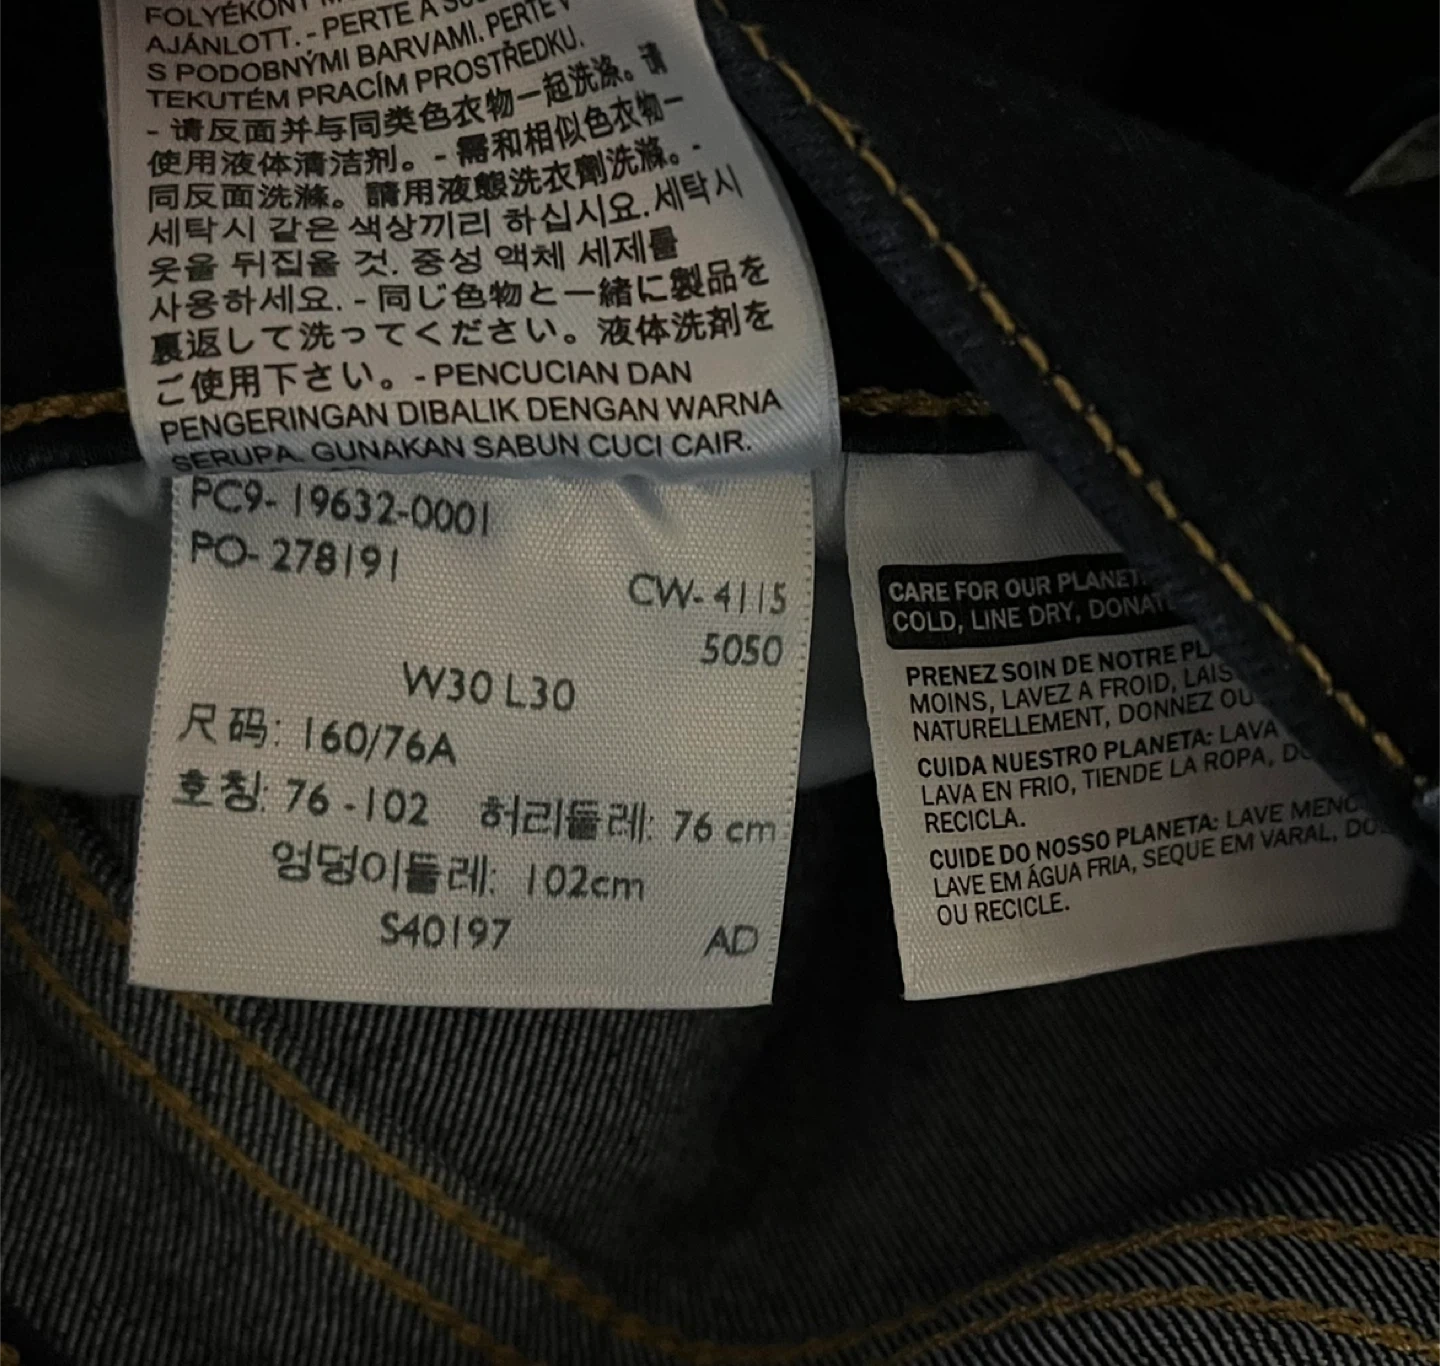 FOLYÉKONY
AJÁNLOTT. - PERTE A
S PODOBNÝMI BARVAMI. PERTE V
TEKUTÉM PRACÍM PROSTŘEDKU.
- 请反面并与同类色衣物一起洗涤。请
使用液体清洁剂。- 需和相似色衣物一
同反面洗滌。請用液態洗衣劑洗滌。-
세탁시 같은 색상끼리 하십시요. 세탁시
옷을 뒤집을 것. 중성 액체 세제를
사용하세요. - 同じ色物と一緒に製品を
裏返して洗ってください。液体洗剤を
ご使用下さい。- PENCUCIAN DAN
PENGERINGAN DIBALIK DENGAN WARNA
SERUPA. GUNAKAN SABUN CUCI CAIR.
PC9-19632-0001
PO-278191
CW-4115
5050
W30 L30
尺码: 160/76A
호칭: 76 -102 허리둘레: 76 cm
엉덩이둘레: 102cm
S40197 AD
CARE FOR OUR PLANET:
COLD, LINE DRY, DONATE
PRENEZ SOIN DE NOTRE
MOINS, LAVEZ A FROID,
NATURELLEMENT, DONNEZ OU
CUIDA NUESTRO PLANETA: LAVA
LAVA EN FRIO, TIENDE LA ROPA,
RECICLA.
CUIDE DO NOSSO PLANETA: LAVE
LAVE EM ÁGUA FRIA, SEQUE EM VARAL,
OU RECICLE.